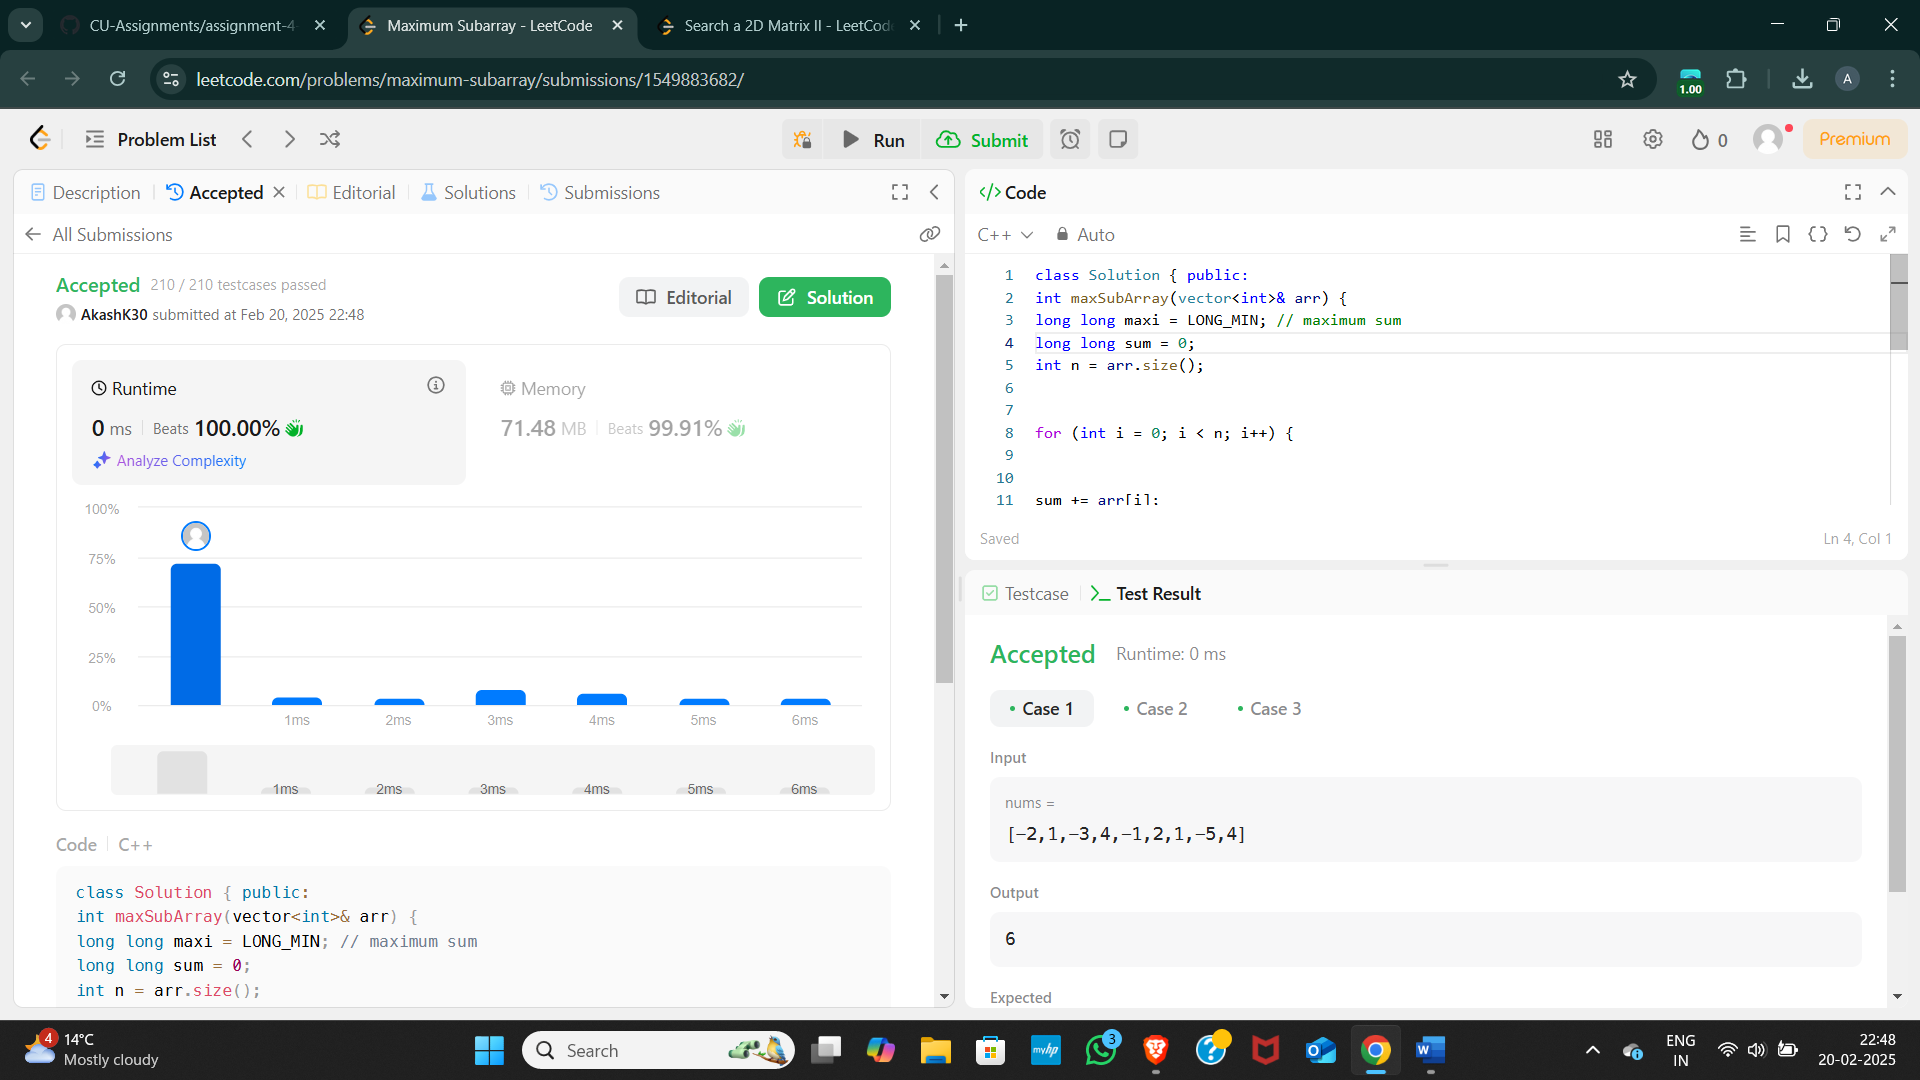 CU-Assignments/assignment-4
Maximum Subarray - LeetCode
Search a 2D Matrix II - LeetCod
leetcode.com/problems/maximum-subarray/submissions/1549883682/
1.00
A
Problem List
Run
Submit
0
Premium
Description
Accepted
Editorial
Solutions
Submissions
All Submissions
Accepted 210 / 210 testcases passed
AkashK30 submitted at Feb 20, 2025 22:48
Editorial
Solution
Runtime
0 ms Beats 100.00%
Analyze Complexity
Memory
71.48 MB Beats 99.91%
100%
75%
50%
25%
0%
1ms 2ms 3ms 4ms 5ms 6ms
1ms 2ms 3ms 4ms 5ms 6ms
Code C++
class Solution { public:
int maxSubArray(vector<int>& arr) {
long long maxi = LONG_MIN; // maximum sum
long long sum = 0;
int n = arr.size();
Code
C++ Auto
1 class Solution { public:
2 int maxSubArray(vector<int>& arr) {
3 long long maxi = LONG_MIN; // maximum sum
4 long long sum = 0;
5 int n = arr.size();
6
7
8 for (int i = 0; i < n; i++) {
9
10
11 sum += arr[i];
Saved
Ln 4, Col 1
Testcase
Test Result
Accepted Runtime: 0 ms
Case 1
Case 2
Case 3
Input
nums =
[-2,1,-3,4,-1,2,1,-5,4]
Output
6
Expected
4
14°C
Mostly cloudy
Search
myhp
3
W
ENG
IN
22:48
20-02-2025